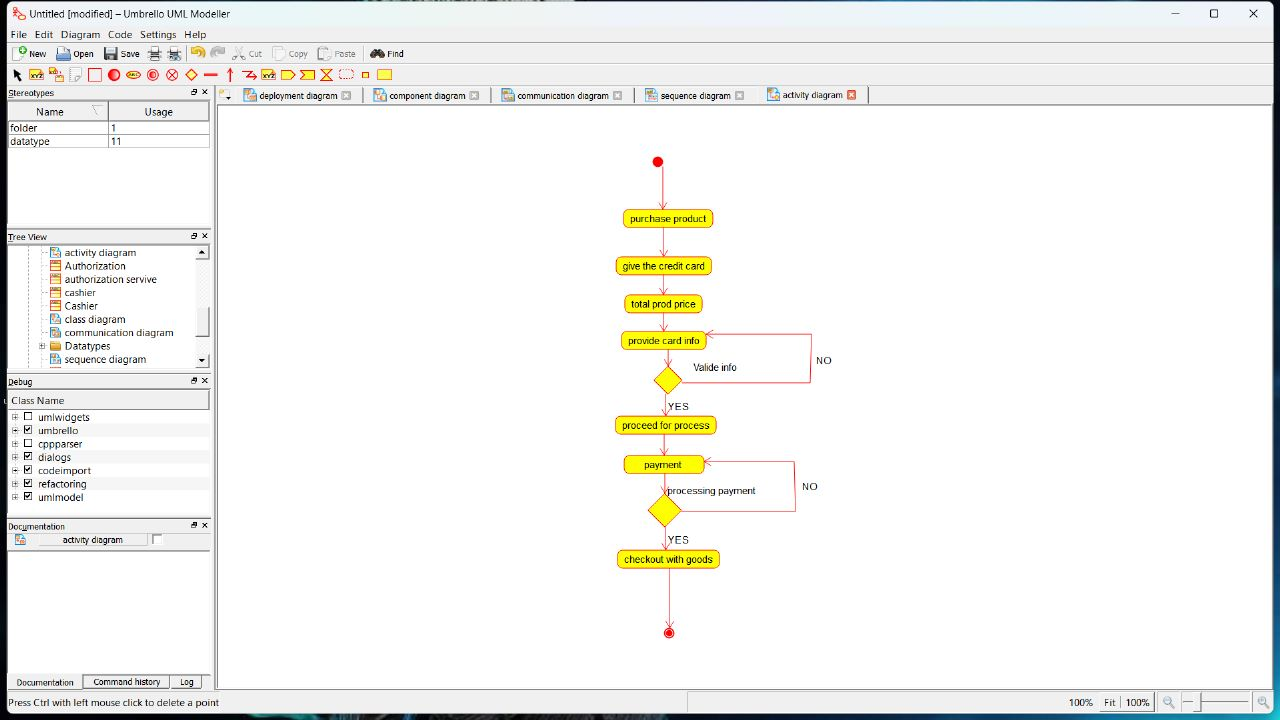 Untitled [modified] – Umbrello UML Modeller
File Edit Diagram Code Settings Help
New Open Save Cut Copy Paste Find
Stereotypes
Name Usage
folder 1
datatype 11
Tree View
activity diagram
Authorization
authorization servive
cashier
Cashier
class diagram
communication diagram
Datatypes
sequence diagram
Debug
Class Name
umlwidgets
umbrello
cppparser
dialogs
codeimport
refactoring
umlmodel
Documentation
activity diagram
Documentation Command history Log
Press Ctrl with left mouse click to delete a point
deployment diagram component diagram communication diagram sequence diagram activity diagram
purchase product
give the credit card
total prod price
provide card info
Valide info
NO
YES
proceed for process
payment
processing payment
NO
YES
checkout with goods
100% Fit 100%